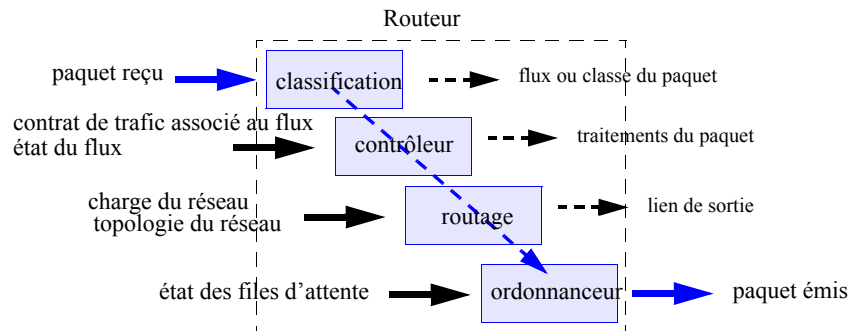 Routeur
paquet reçu
classification
flux ou classe du paquet
contrat de trafic associé au flux
état du flux
contrôleur
traitements du paquet
charge du réseau
topologie du réseau
routage
lien de sortie
état des files d’attente
ordonnanceur
paquet émis